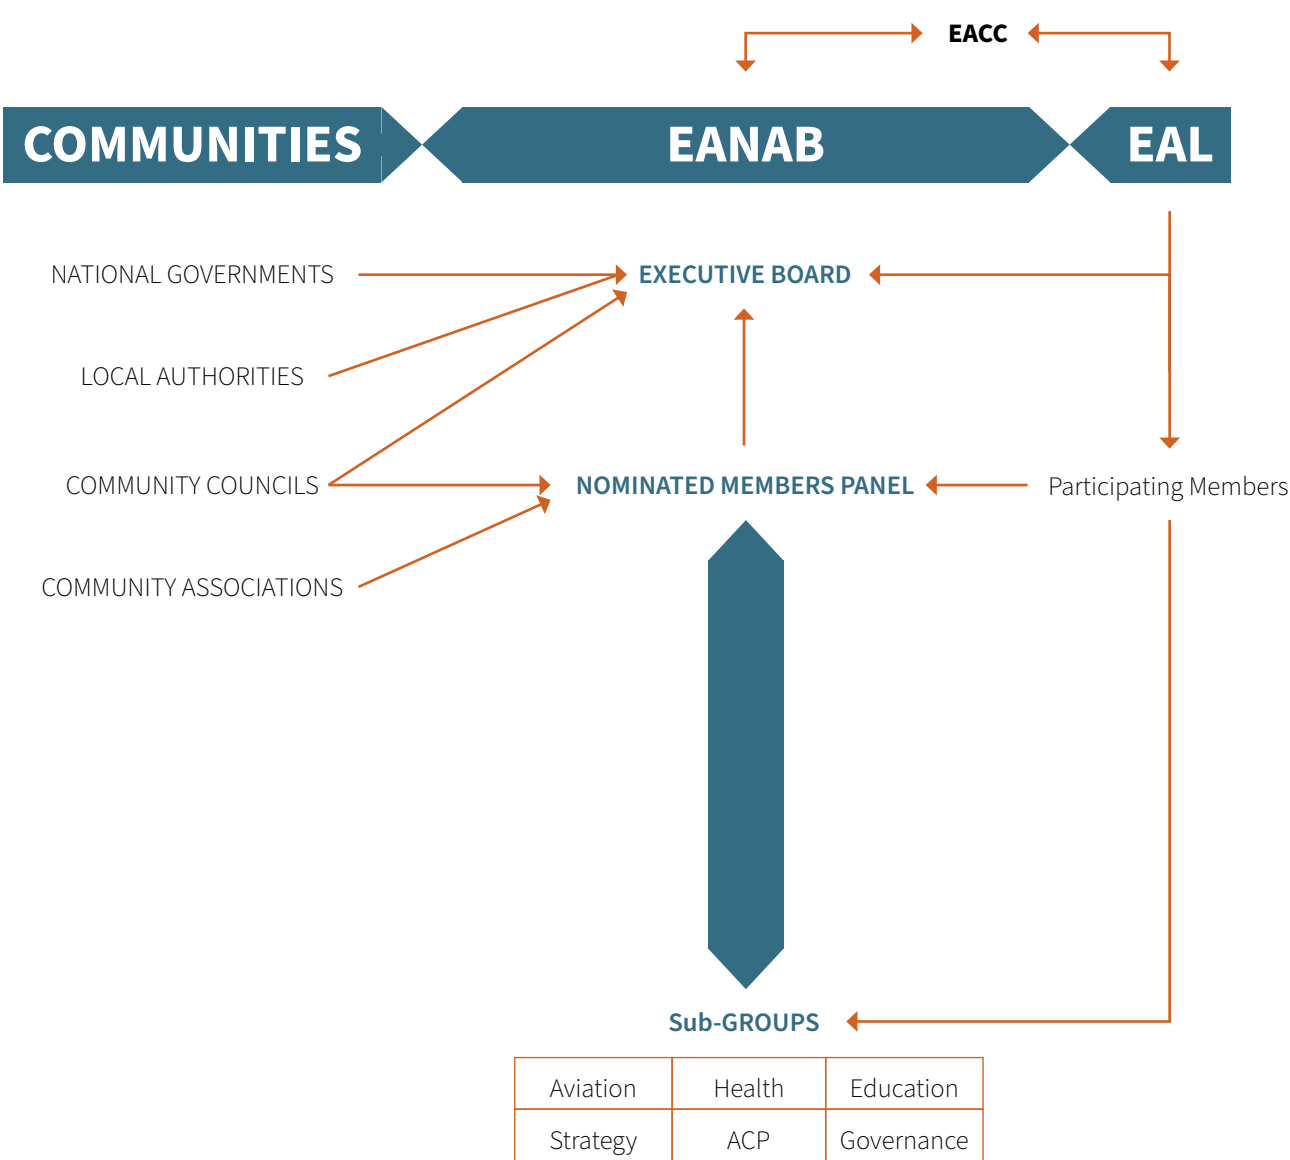 EACC
COMMUNITIES EANAB EAL
NATIONAL GOVERNMENTS EXECUTIVE BOARD
LOCAL AUTHORITIES
COMMUNITY COUNCILS NOMINATED MEMBERS PANEL Participating Members
COMMUNITY ASSOCIATIONS
Sub-GROUPS
Aviation Health Education
Strategy ACP Governance